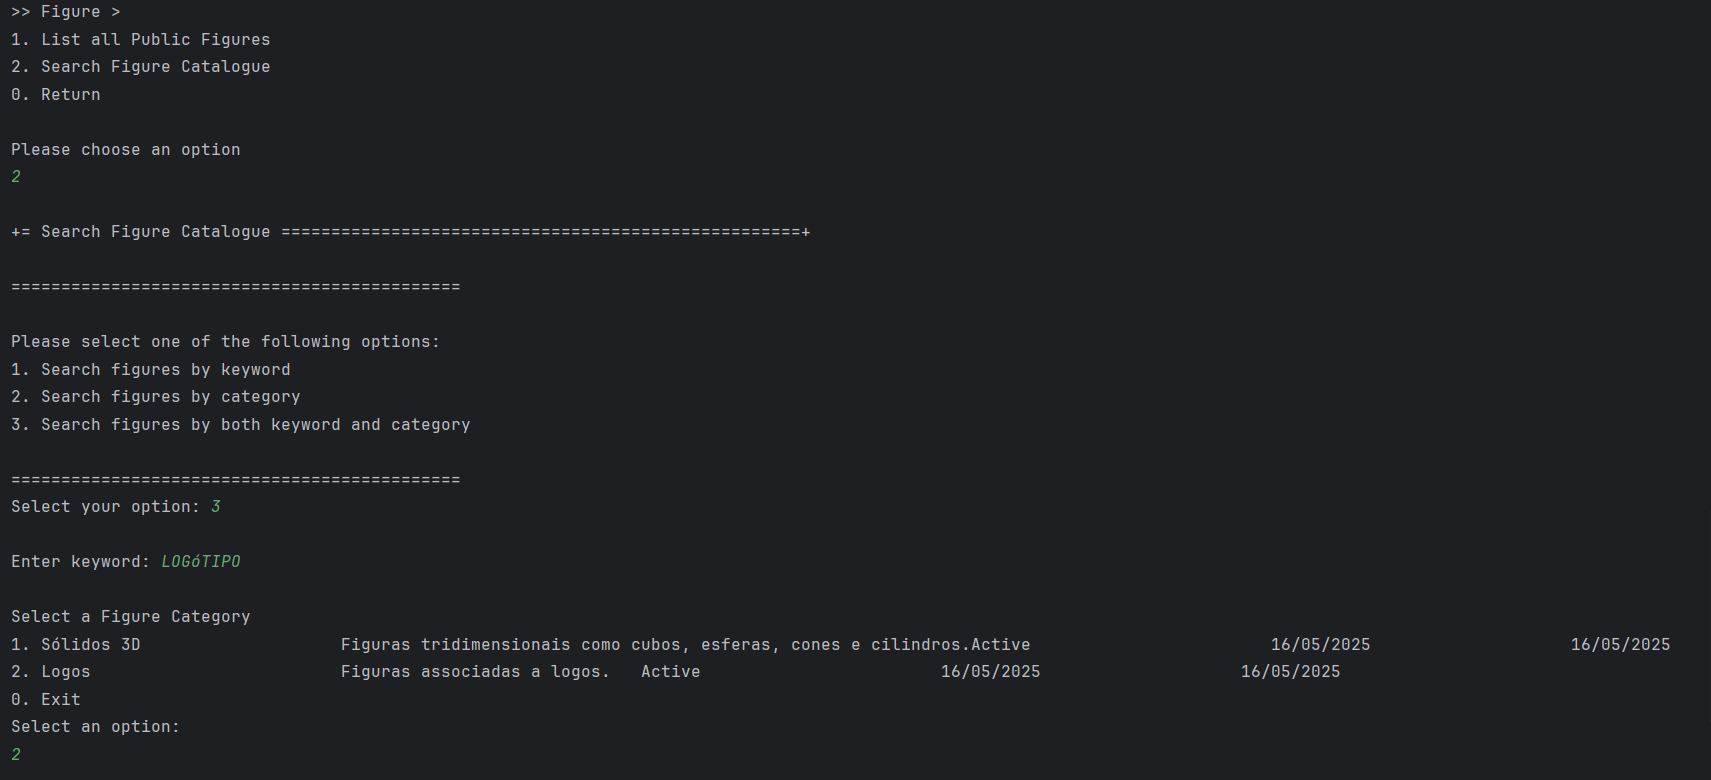 >> Figure >
1. List all Public Figures
2. Search Figure Catalogue
0. Return
Please choose an option
2
+= Search Figure Catalogue ====================================================+
=============================================
Please select one of the following options:
1. Search figures by keyword
2. Search figures by category
3. Search figures by both keyword and category
=============================================
Select your option: 3
Enter keyword: LOGóTIPO
Select a Figure Category
1. Sólidos 3D                    Figuras tridimensionais como cubos, esferas, cones e cilindros.Active                        16/05/2025                    16/05/2025
2. Logos                         Figuras associadas a logos.   Active                        16/05/2025                    16/05/2025
0. Exit
Select an option:
2